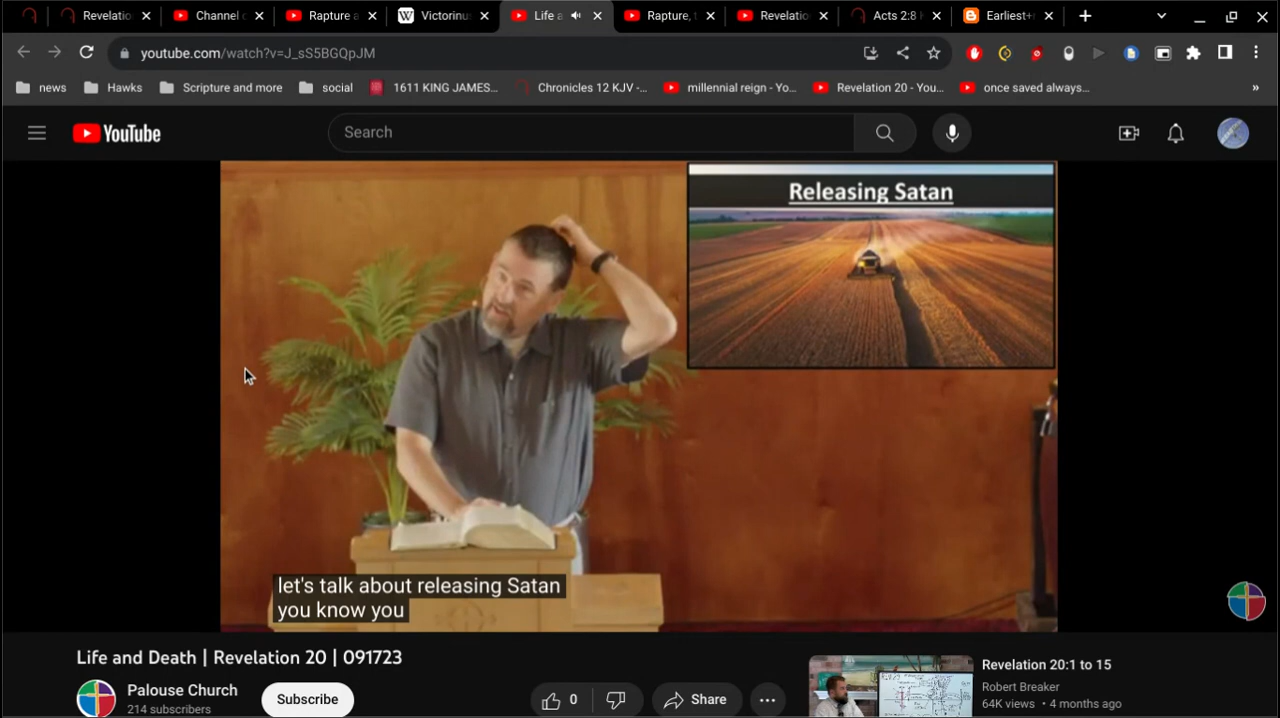 Revelatio
Channel
Rapture a
Victorinu
Life a
Rapture,
Revelatio
Acts 2:8
Earliest+
youtube.com/watch?v=J_sS5BGQpJM
news
Hawks
Scripture and more
social
1611 KING JAMES...
Chronicles 12 KJV -...
millennial reign - Yo...
Revelation 20 - You...
once saved always...
»
YouTube
Search
Releasing Satan
let's talk about releasing Satan
you know you
Life and Death | Revelation 20 | 091723
Palouse Church
214 subscribers
Subscribe
0
Share
Revelation 20:1 to 15
Robert Breaker
64K views • 4 months ago